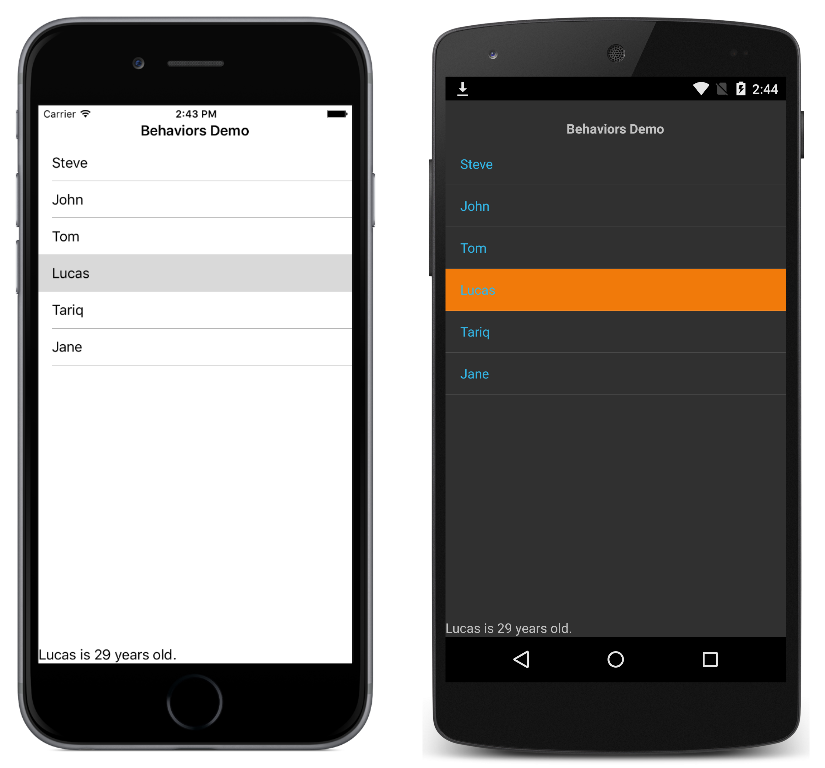 Carrier 2:43 PM
Behaviors Demo
Steve
John
Tom
Lucas
Tariq
Jane
Lucas is 29 years old.
2:44
Behaviors Demo
Steve
John
Tom
Lucas
Tariq
Jane
Lucas is 29 years old.